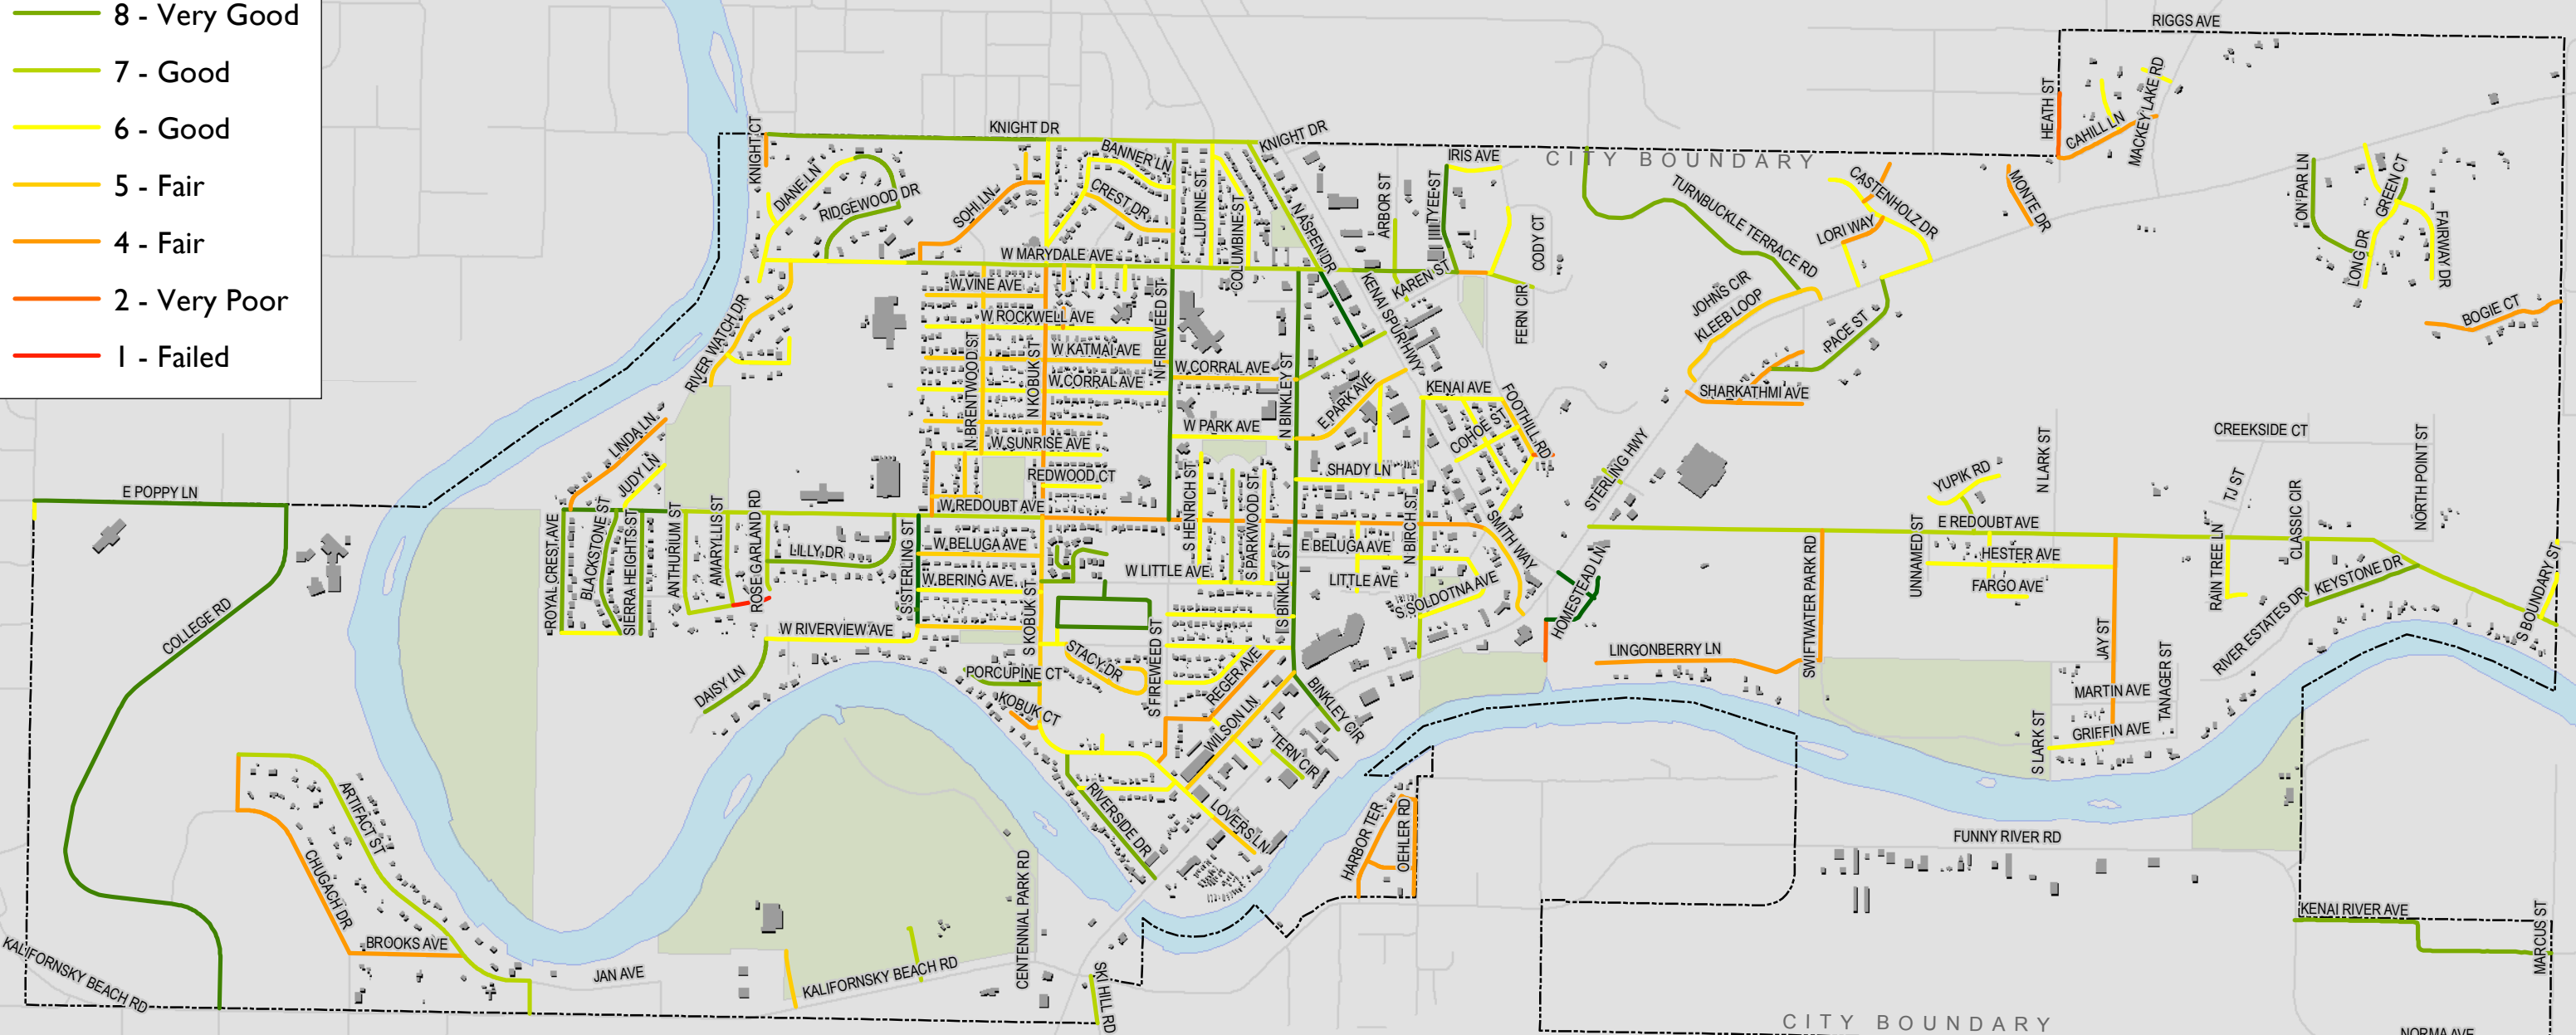 8 - Very Good
7 - Good
6 - Good
5 - Fair
4 - Fair
2 - Very Poor
1 - Failed
RIGGS AVE
HEATH ST
CAHILL LN
MACKEY LAKE RD
KNIGHT CT
KNIGHT DR
KNIGHT DR
CITY BOUNDARY
BANNER LN
IRIS AVE
DIANE LN
RIDGEWOOD DR
SOHI LN
CREST DR
LUPINE ST
COLUMBINE ST
N ASPEN DR
ARBOR ST
TYEE ST
CODY CT
TURNBUCKLE TERRACE RD
CASTENHOLZ DR
LORI WAY
MONTE DR
GREEN CT
LONG DR
FAIRWAY DR
BOGIE CT
W MARYDALE AVE
KAREN ST
KENAI SPUR HWY
FERN CIR
JOHNS CIR
KLEEB LOOP
PACE ST
SHARKATHMI AVE
RIVER WATCH DR
W VINE AVE
W ROCKWELL AVE
W KATMAI AVE
W CORRAL AVE
W CORRAL AVE
N BRENTWOOD ST
N KOBUK ST
N FIREWEED ST
N BINKLEY ST
E PARK AVE
W PARK AVE
KENAI AVE
FOOTHILL RD
COHOE ST
W SUNRISE AVE
REDWOOD CT
SHADY LN
LINDA LN
JUDY LN
E POPPY LN
STERLING HWY
YUPIK RD
N LARK ST
CREEKSIDE CT
TJ ST
CLASSIC CIR
NORTH POINT ST
ROYAL CREST AVE
BLACKSTONE ST
SIERRA HEIGHTS ST
ANTHURIUM ST
AMARYLLIS ST
ROSE GARLAND RD
W REDOUBT AVE
LILLY DR
S STERLING ST
W BELUGA AVE
W BERING AVE
S KOBUK ST
W LITTLE AVE
S HENRICH ST
S PARKWOOD ST
S BINKLEY ST
E BELUGA AVE
LITTLE AVE
N BIRCH ST
SMITH WAY
S SOLDOTNA AVE
HOMESTEAD LN
E REDOUBT AVE
UNNAMED ST
HESTER AVE
FARGO AVE
RAIN TREE LN
KEYSTONE DR
RIVER ESTATES DR
S BOUNDARY ST
SWIFTWATER PARK RD
JAY ST
TANAGER ST
MARTIN AVE
GRIFFIN AVE
S LARK ST
LINGONBERRY LN
COLLEGE RD
W RIVERVIEW AVE
DAISY LN
PORCUPINE CT
KOBUK CT
STACY DR
S FIREWEED ST
REGER AVE
WILSON LN
BINKLEY CIR
TERN CIR
LOVERS LN
RIVERSIDE DR
HARBOR TER
OEHLER RD
FUNNY RIVER RD
ARTIFACT ST
CHUGACH DR
BROOKS AVE
JAN AVE
KALIFORNSKY BEACH RD
KALIFORNSKY BEACH RD
CENTENNIAL PARK RD
SKI HILL RD
KENAI RIVER AVE
MARCUS ST
CITY BOUNDARY
NORMA AVE